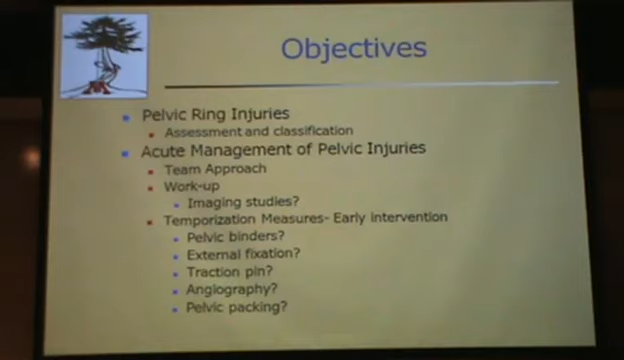 Objectives
Pelvic Ring Injuries
Assessment and classification
Acute Management of Pelvic Injuries
Team Approach
Work-up
Imaging studies?
Temporization Measures- Early intervention
Pelvic binders?
External fixation?
Traction pin?
Angiography?
Pelvic packing?